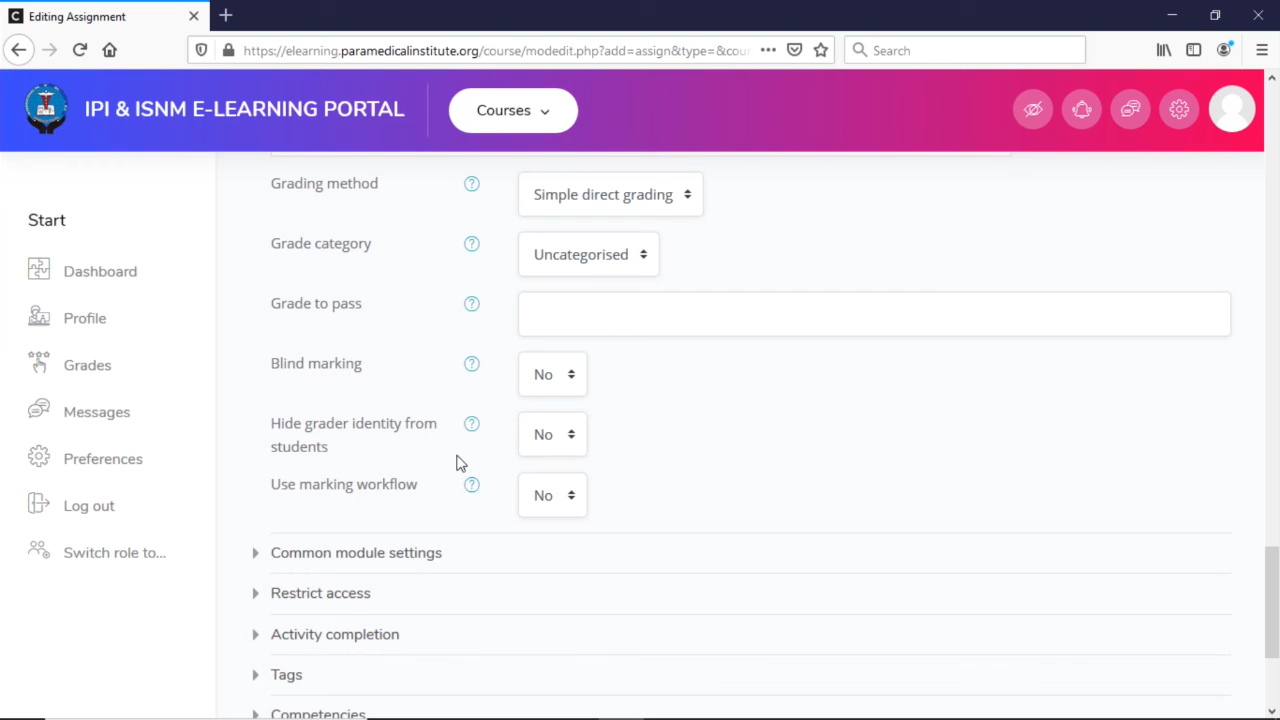 Editing Assignment
https://elearning.paramedicalinstitute.org/course/modedit.php?add=assign&type=&cour
Search
IPI & ISNM E-LEARNING PORTAL
Courses
Start
Dashboard
Profile
Grades
Messages
Preferences
Log out
Switch role to...
Grading method
Simple direct grading
Grade category
Uncategorised
Grade to pass
Blind marking
No
Hide grader identity from
students
No
Use marking workflow
No
Common module settings
Restrict access
Activity completion
Tags
Competencies